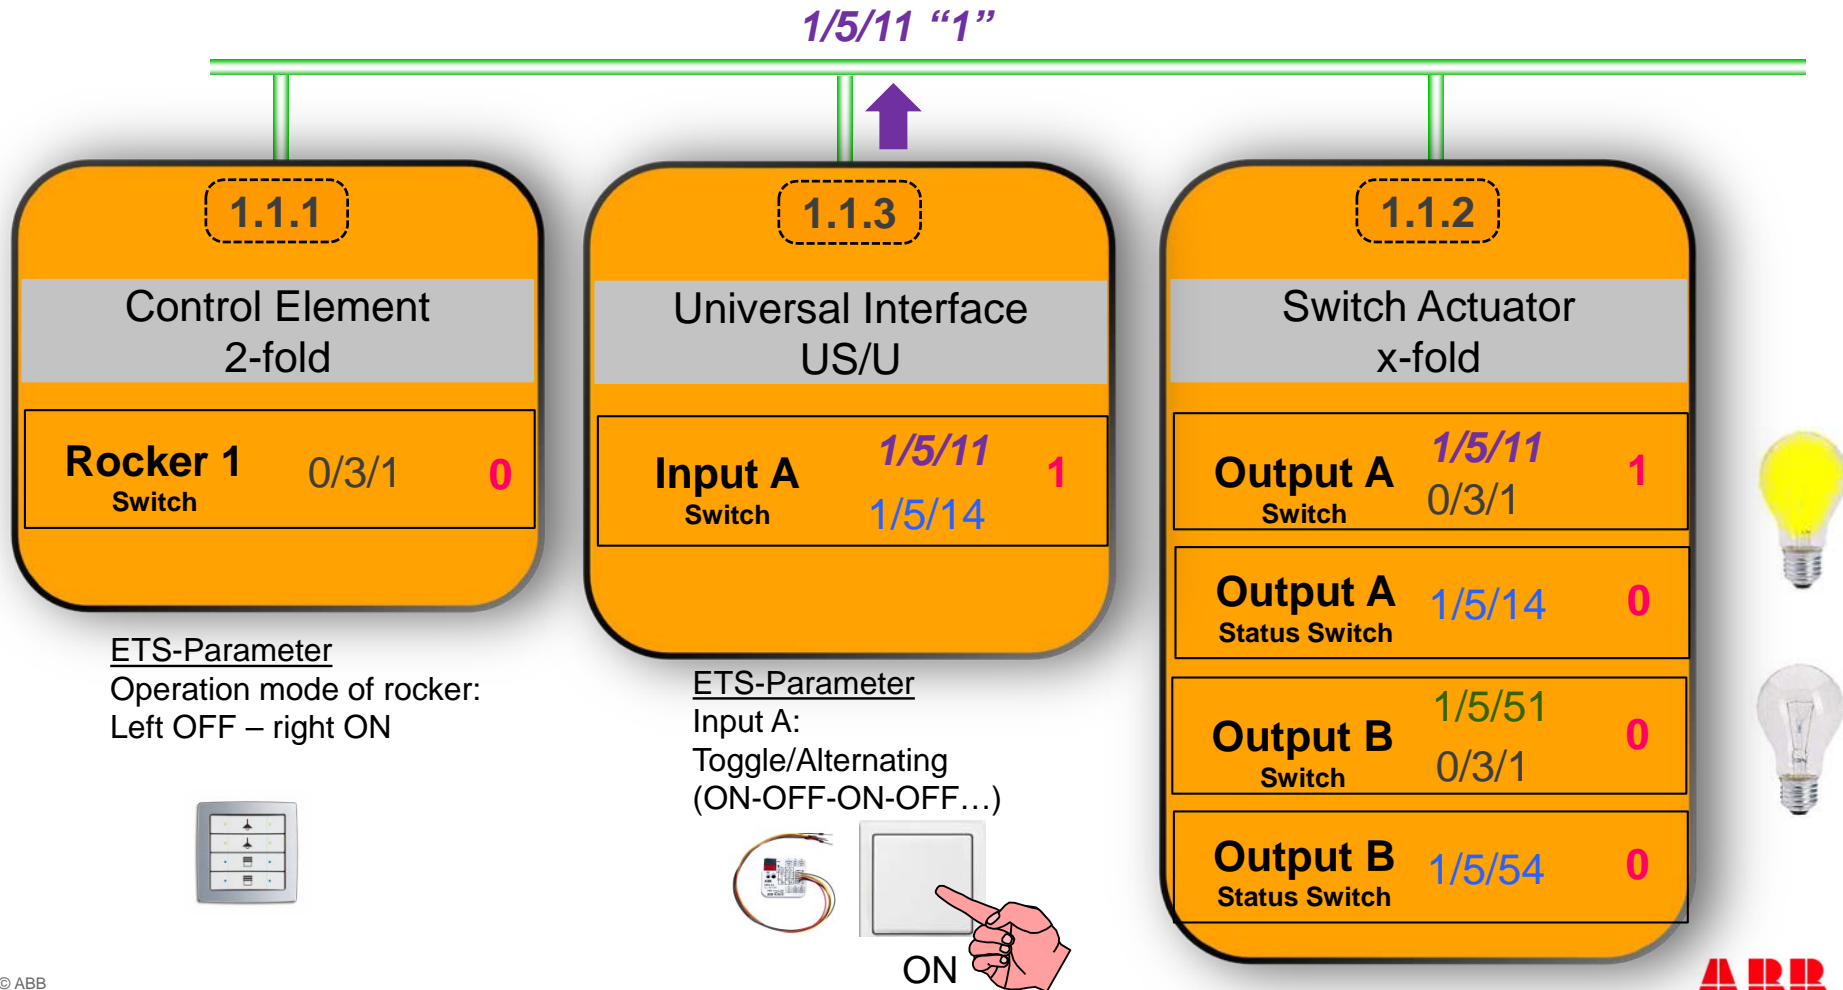 1/5/11 “1”
1.1.1
Control Element
2-fold
Rocker 1
Switch
0/3/1
0
ETS-Parameter
Operation mode of rocker:
Left OFF – right ON
1.1.3
Universal Interface
US/U
Input A
Switch
1/5/11
1/5/14
1
ETS-Parameter
Input A:
Toggle/Alternating
(ON-OFF-ON-OFF…)
ON
1.1.2
Switch Actuator
x-fold
Output A
Switch
1/5/11
0/3/1
1
Output A
Status Switch
1/5/14
0
Output B
Switch
1/5/51
0/3/1
0
Output B
Status Switch
1/5/54
0
© ABB
ABB